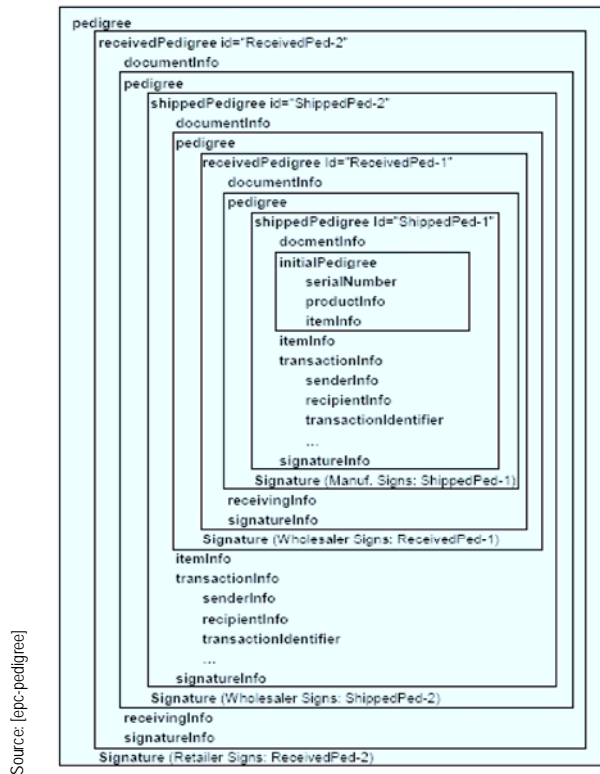 pedigree
receivedPedigree id="ReceivedPed-2"
documentInfo
pedigree
shippedPedigree id="ShippedPed-2"
documentInfo
pedigree
receivedPedigree Id="ReceivedPed-1"
documentInfo
pedigree
shippedPedigree Id="ShippedPed-1"
docmentInfo
initialPedigree
serialNumber
productInfo
itemInfo
itemInfo
transactionInfo
senderInfo
recipientInfo
transactionIdentifier
...
signatureInfo
Signature (Manuf. Signs: ShippedPed-1)
receivingInfo
signatureInfo
Signature (Wholesaler Signs: ReceivedPed-1)
itemInfo
transactionInfo
senderInfo
recipientInfo
transactionIdentifier
...
signatureInfo
Signature (Wholesaler Signs: ShippedPed-2)
receivingInfo
signatureInfo
Signature (Retailer Signs: ReceivedPed-2)
Source: [epc-pedigree]